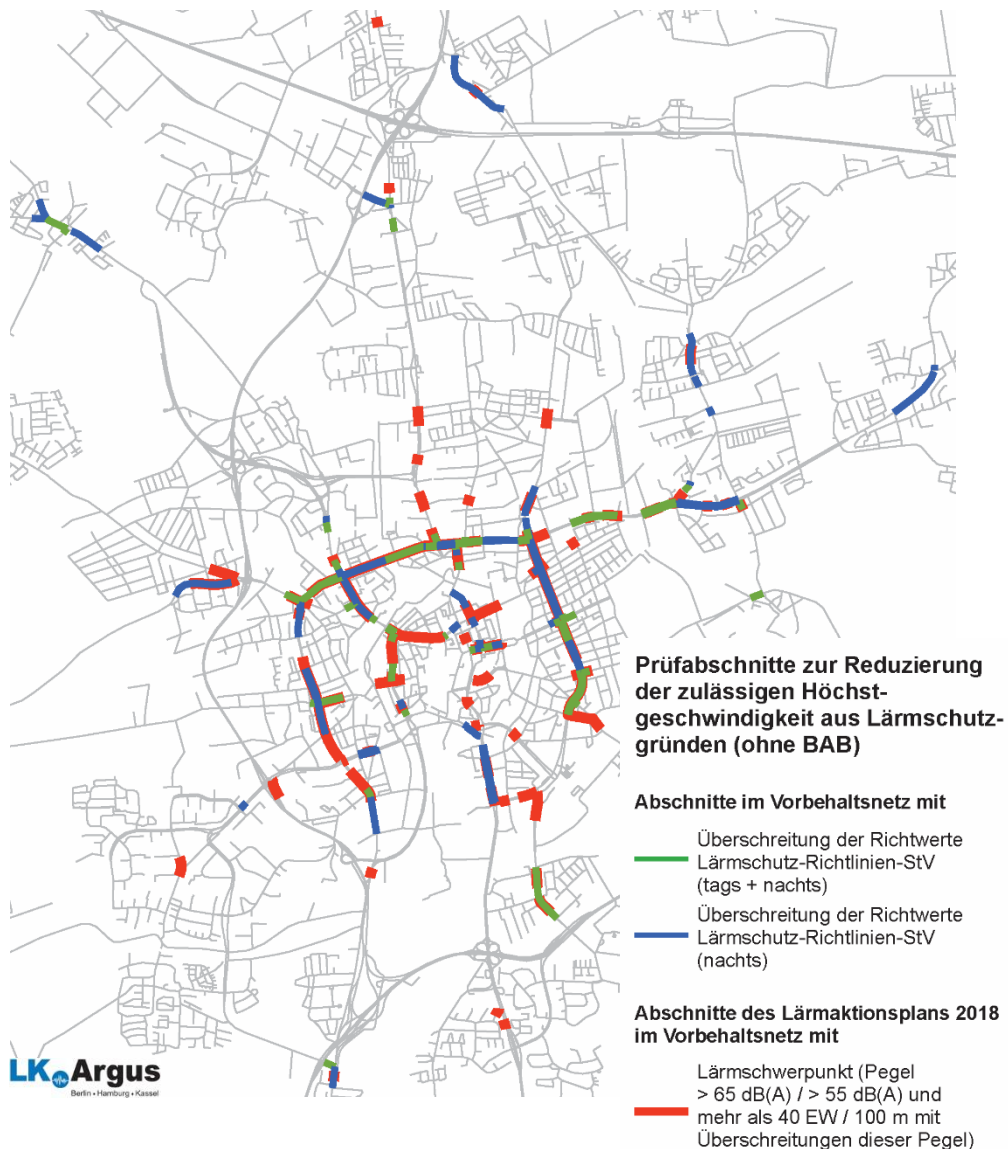 Prüfabschnitte zur Reduzierung
der zulässigen Höchst-
geschwindigkeit aus Lärmschutz-
gründen (ohne BAB)
Abschnitte im Vorbehaltsnetz mit
Überschreitung der Richtwerte
Lärmschutz-Richtlinien-StV
(tags + nachts)
Überschreitung der Richtwerte
Lärmschutz-Richtlinien-StV
(nachts)
Abschnitte des Lärmaktionsplans 2018
im Vorbehaltsnetz mit
Lärmschwerpunkt (Pegel
> 65 dB(A) / > 55 dB(A) und
mehr als 40 EW / 100 m mit
Überschreitungen dieser Pegel)
LK Argus
Berlin • Hamburg • Kassel